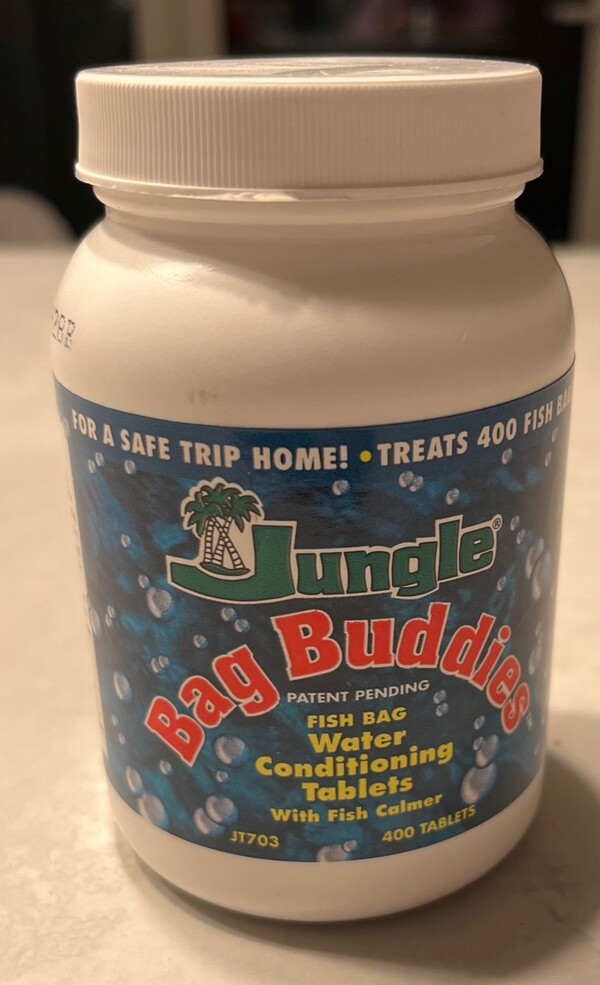 28R
FOR A SAFE TRIP HOME! • TREATS 400 FISH
Jungle®
Bag Buddies
PATENT PENDING
FISH BAG
Water
Conditioning
Tablets
With Fish Calmer
JT703 400 TABLETS